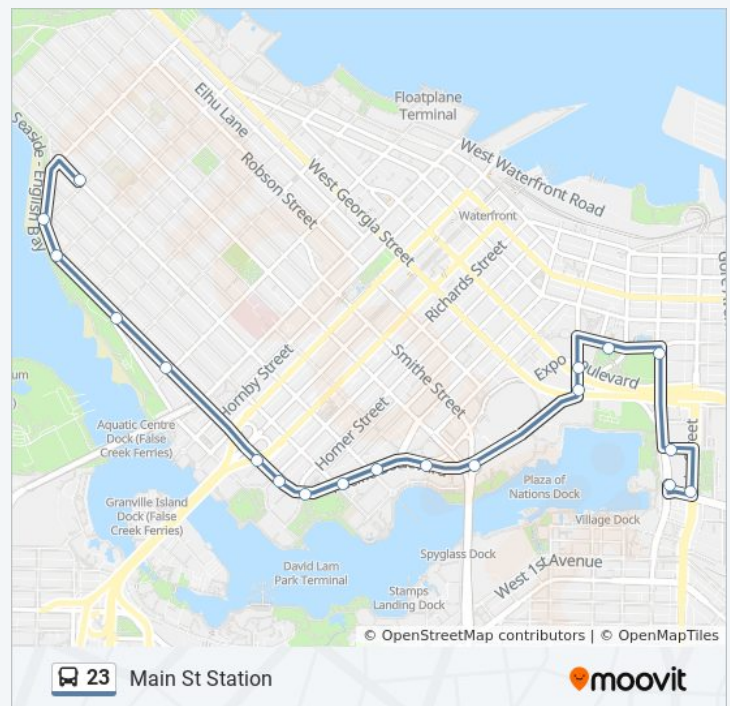 Floatplane
Terminal
Elhu Lane
West Waterfront Road
Seaside - English Bay
Robson Street
West Georgia Street
Waterfront
Richards Street
Expo
Boulevard
Smithe Street
Hornby Street
Homer Street
um
Aquatic Centre
Dock (False
Creek Ferries)
Plaza of
Nations Dock
Granville Island
Dock (False
Creek Ferries)
Village Dock
Spyglass Dock
West 1st Avenue
David Lam
Park Terminal
Stamps
Landing Dock
© OpenStreetMap contributors | © OpenMapTiles
23 Main St Station
moovit